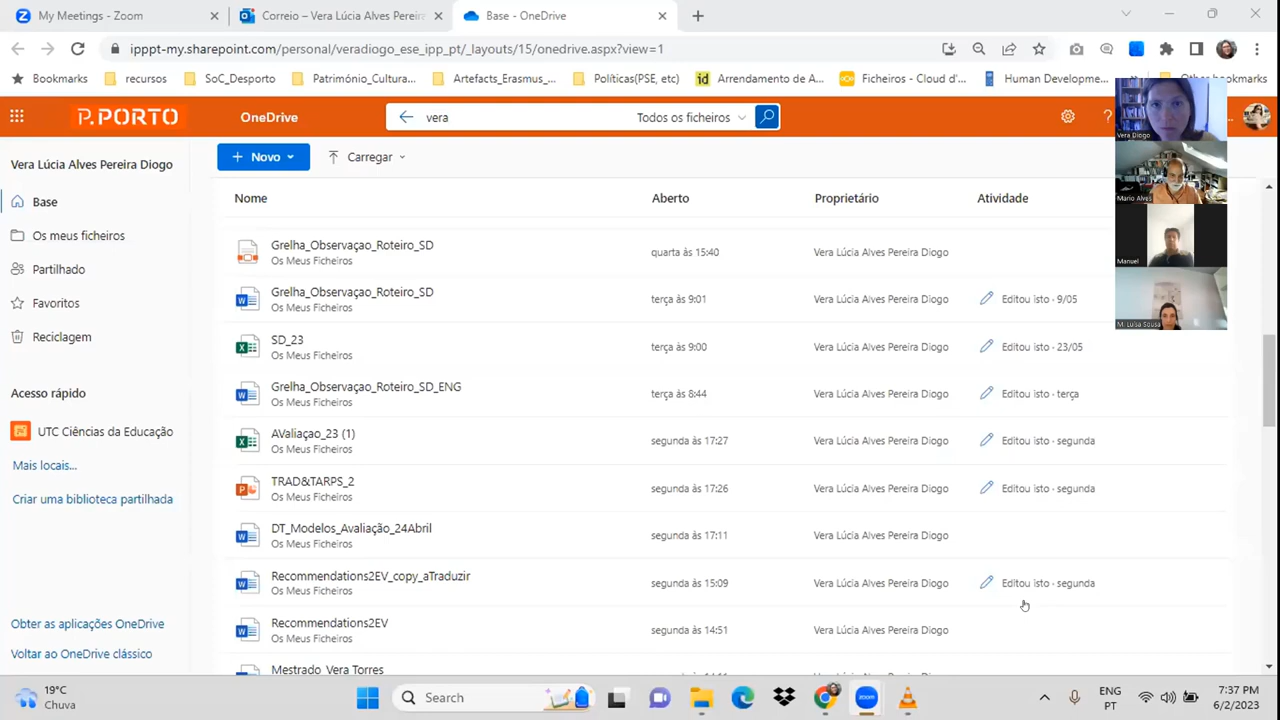 My Meetings - Zoom
Correio – Vera Lúcia Alves Pereira
Base - OneDrive
ipppt-my.sharepoint.com/personal/veradiogo_ese_ipp_pt/_layouts/15/onedrive.aspx?view=1
Bookmarks
recursos
SoC_Desporto
Património_Cultura...
Artefacts_Erasmus_...
Políticas(PSE, etc)
id
Arrendamento de A...
Ficheiros - Cloud d'...
Human Developme...
Other bookmarks
P.PORTO
OneDrive
vera
Todos os ficheiros
?
Vera Diogo
Mario Alves
Manuel
M. Luísa Sousa
Vera Lúcia Alves Pereira Diogo
Base
Os meus ficheiros
Partilhado
Favoritos
Reciclagem
Acesso rápido
UTC Ciências da Educação
Mais locais...
Criar uma biblioteca partilhada
Obter as aplicações OneDrive
Voltar ao OneDrive clássico
+ Novo
Carregar
Nome Aberto Proprietário Atividade
Grelha_Observaçao_Roteiro_SD
Os Meus Ficheiros
quarta às 15:40
Vera Lúcia Alves Pereira Diogo
Grelha_Observaçao_Roteiro_SD
Os Meus Ficheiros
terça às 9:01
Vera Lúcia Alves Pereira Diogo
Editou isto · 9/05
SD_23
Os Meus Ficheiros
terça às 9:00
Vera Lúcia Alves Pereira Diogo
Editou isto · 23/05
Grelha_Observaçao_Roteiro_SD_ENG
Os Meus Ficheiros
terça às 8:44
Vera Lúcia Alves Pereira Diogo
Editou isto · terça
AValiaçao_23 (1)
Os Meus Ficheiros
segunda às 17:27
Vera Lúcia Alves Pereira Diogo
Editou isto · segunda
TRAD&TARPS_2
Os Meus Ficheiros
segunda às 17:26
Vera Lúcia Alves Pereira Diogo
Editou isto · segunda
DT_Modelos_Avaliação_24Abril
Os Meus Ficheiros
segunda às 17:11
Vera Lúcia Alves Pereira Diogo
Recommendations2EV_copy_aTraduzir
Os Meus Ficheiros
segunda às 15:09
Vera Lúcia Alves Pereira Diogo
Editou isto · segunda
Recommendations2EV
Os Meus Ficheiros
segunda às 14:51
Vera Lúcia Alves Pereira Diogo
Mestrado_Vera Torres
19°C
Chuva
Search
zoom
ENG
PT
7:37 PM
6/2/2023